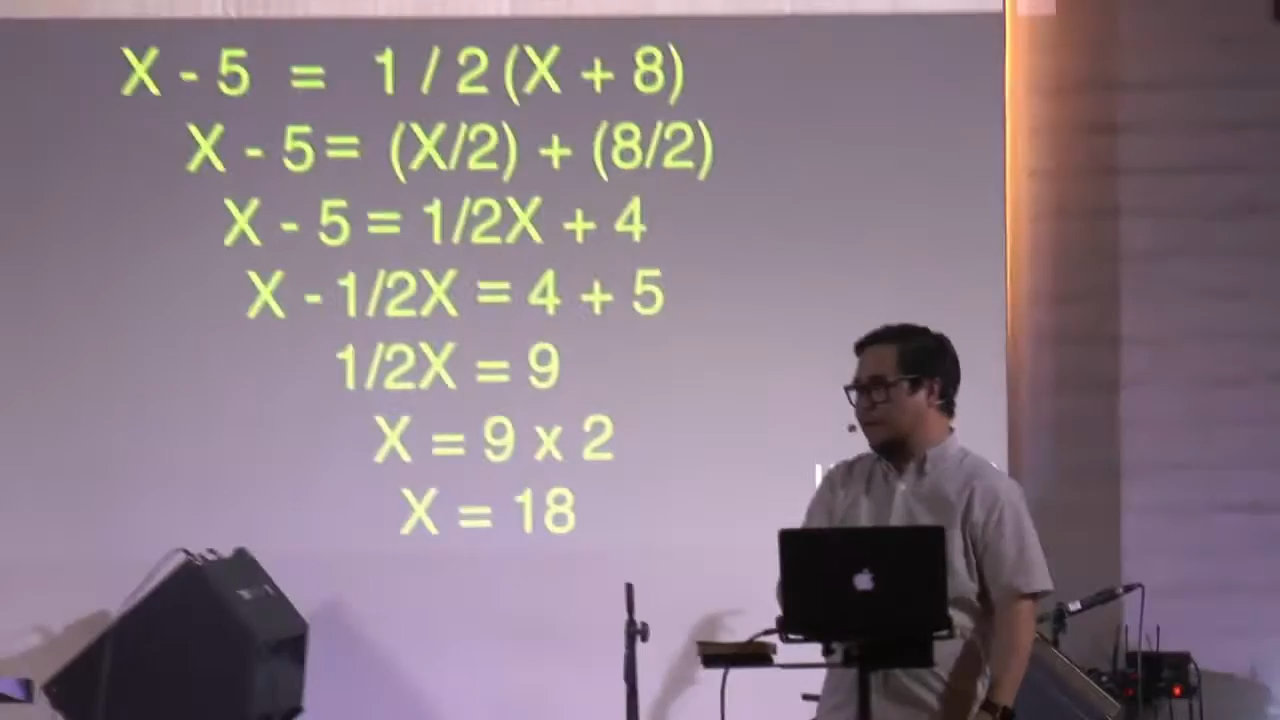 X - 5 = 1 / 2 (X + 8)
X - 5 = (X/2) + (8/2)
X - 5 = 1/2X + 4
X - 1/2X = 4 + 5
1/2X = 9
X = 9 x 2
X = 18